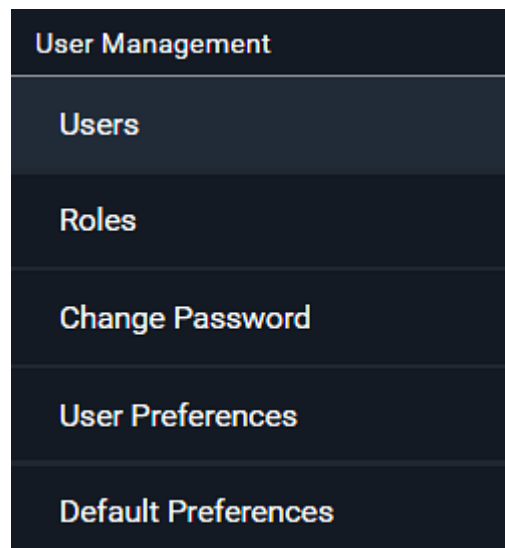 User Management
Users
Roles
Change Password
User Preferences
Default Preferences